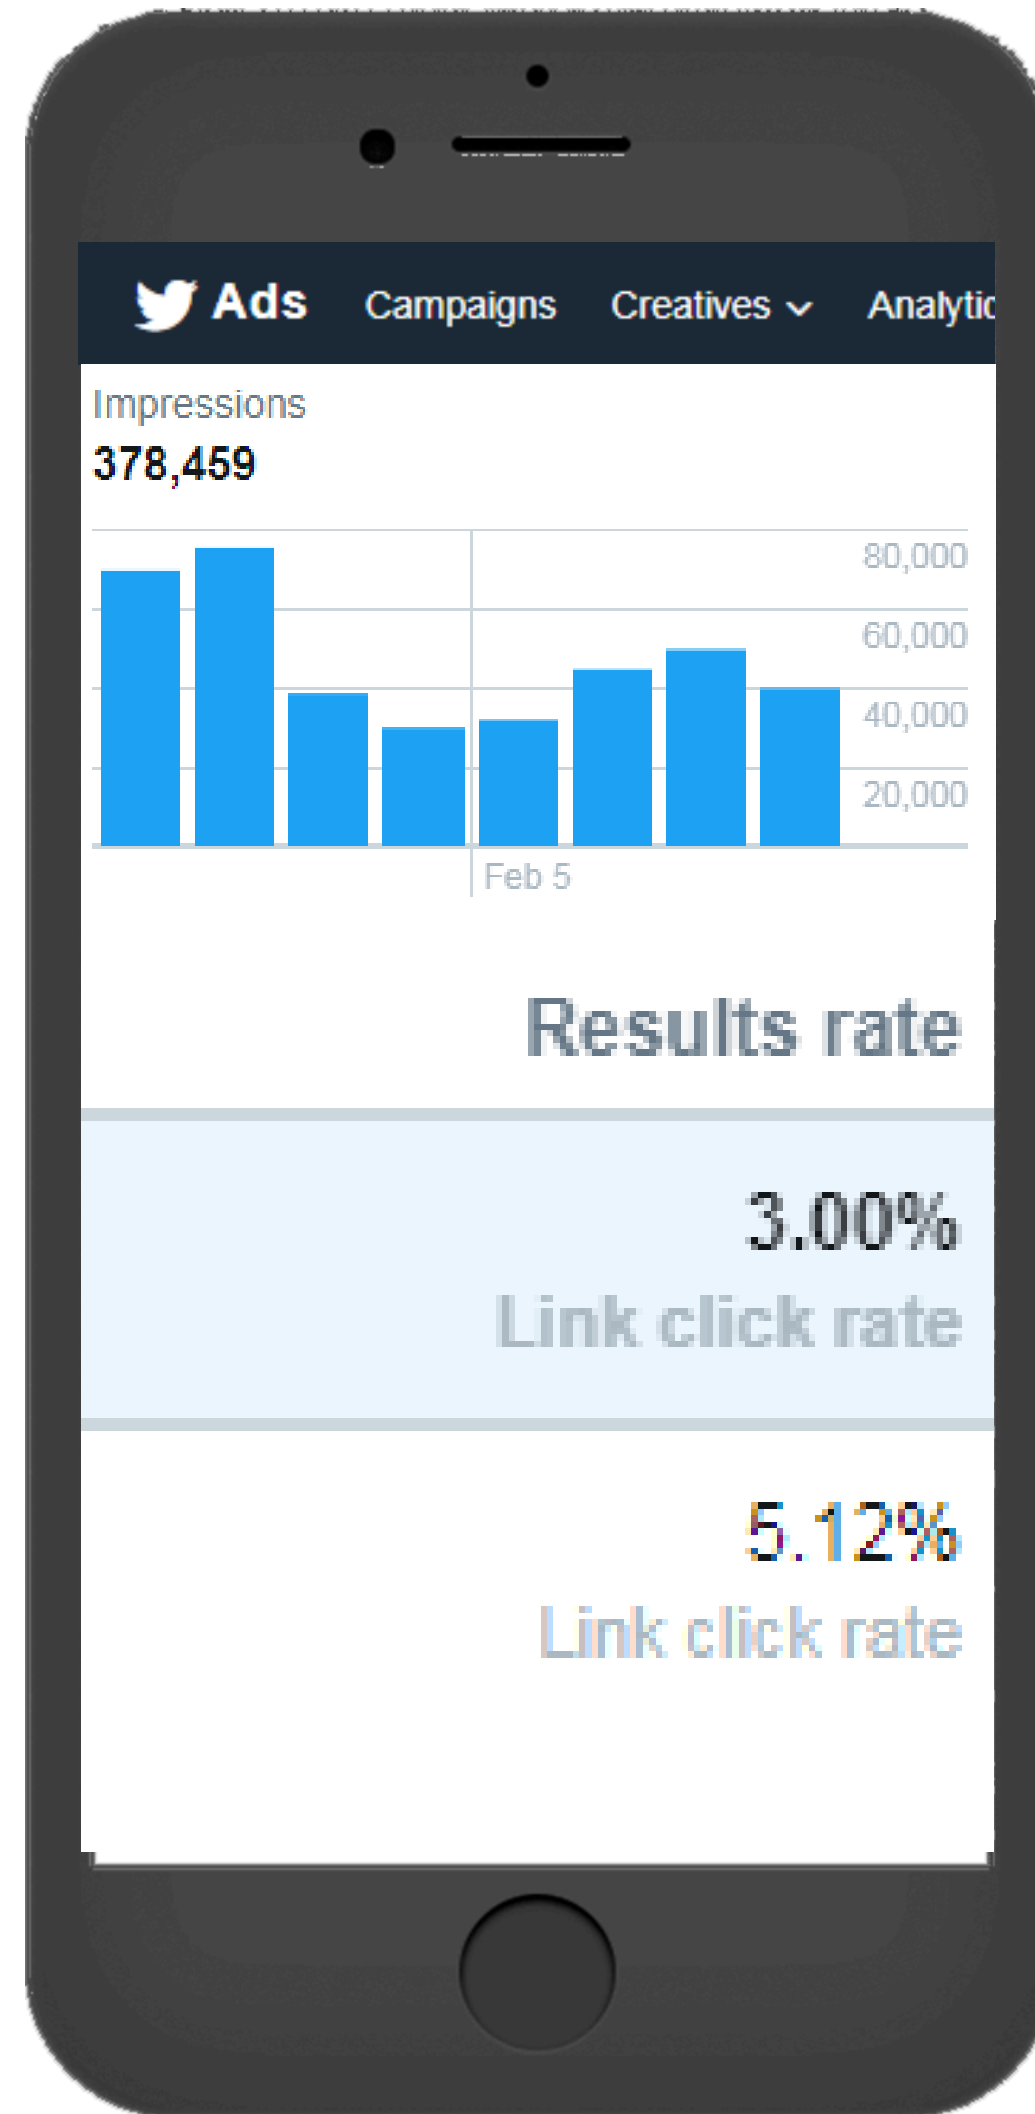 Ads Campaigns Creatives Analytic
Impressions
378,459
80,000
60,000
40,000
20,000
Feb 5
Results rate
3.00%
Link click rate
5.12%
Link click rate